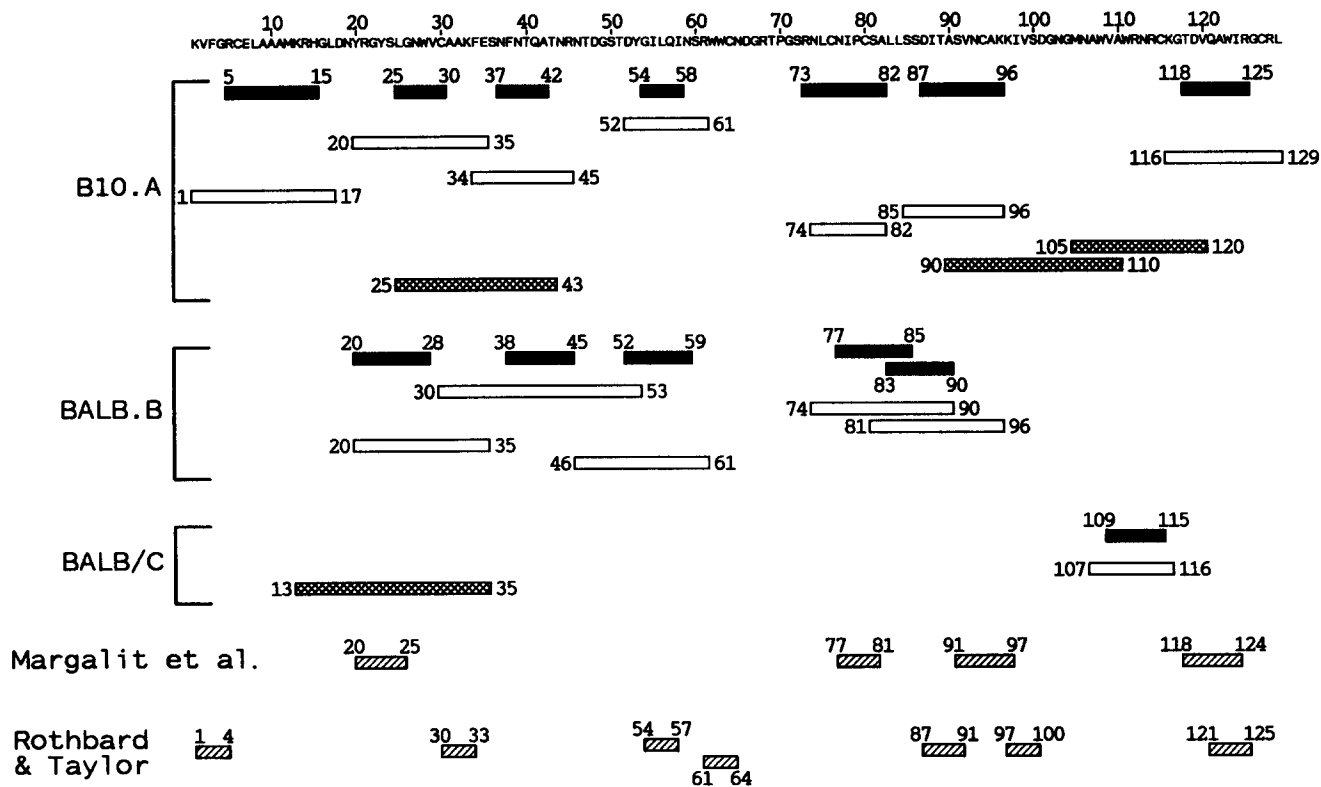 10 20 30 40 50 60 70 80 90 100 110 120
KVFGRCELAAAMKRHGLDNYRGYSLGNWVCAAKFESNFNTQATNRNTDGSTDYGILQINSRWWCNDGRTPGSRNLCNIPCSALLSSDITASVNCAKKIVSDGNGMNAWVAWRNRCKGTDVQAWIRGCRL
5 15 25 30 37 42 54 58 73 82 87 96 118 125
52 61
20 35
116 129
34 45
B10.A
1 17
85 96
74 82
105 120
90 110
25 43
77 85
20 28 38 45 52 59
83 90
30 53
BALB.B
74 90
81 96
20 35
46 61
109 115
BALB/C
107 116
13 35
Margalit et al.
20 25 77 81 91 97 118 124
Rothbard
& Taylor
1 4 30 33 54 57 87 91 97 100 121 125
61 64